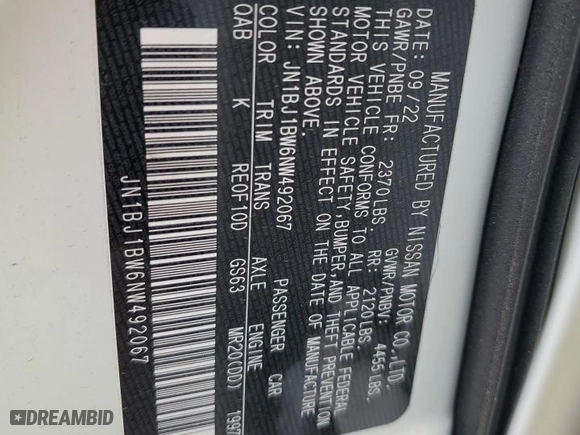 MANUFACTURED BY NISSAN MOTOR CO.,LTD.
09/22 GVWR/PNBV: 4455 LBS.
GAWR/PNBE FR: 2370 LBS. RR: 2120 LBS.
THIS VEHICLE CONFORMS TO ALL APPLICABLE FEDERAL
MOTOR VEHICLE SAFETY, BUMPER, AND THEFT PREVENTION
STANDARDS IN EFFECT ON THE DATE OF MANUFACTURE
SHOWN ABOVE.
VIN: JN1BJ1BW6NW492067 PASSENGER CAR
COLOR TRIM TRANS AXLE ENGINE
QAB K RE0F10D GS63 MR20(DD) 1997
JN1BJ1BW6NW492067
DREAMBID